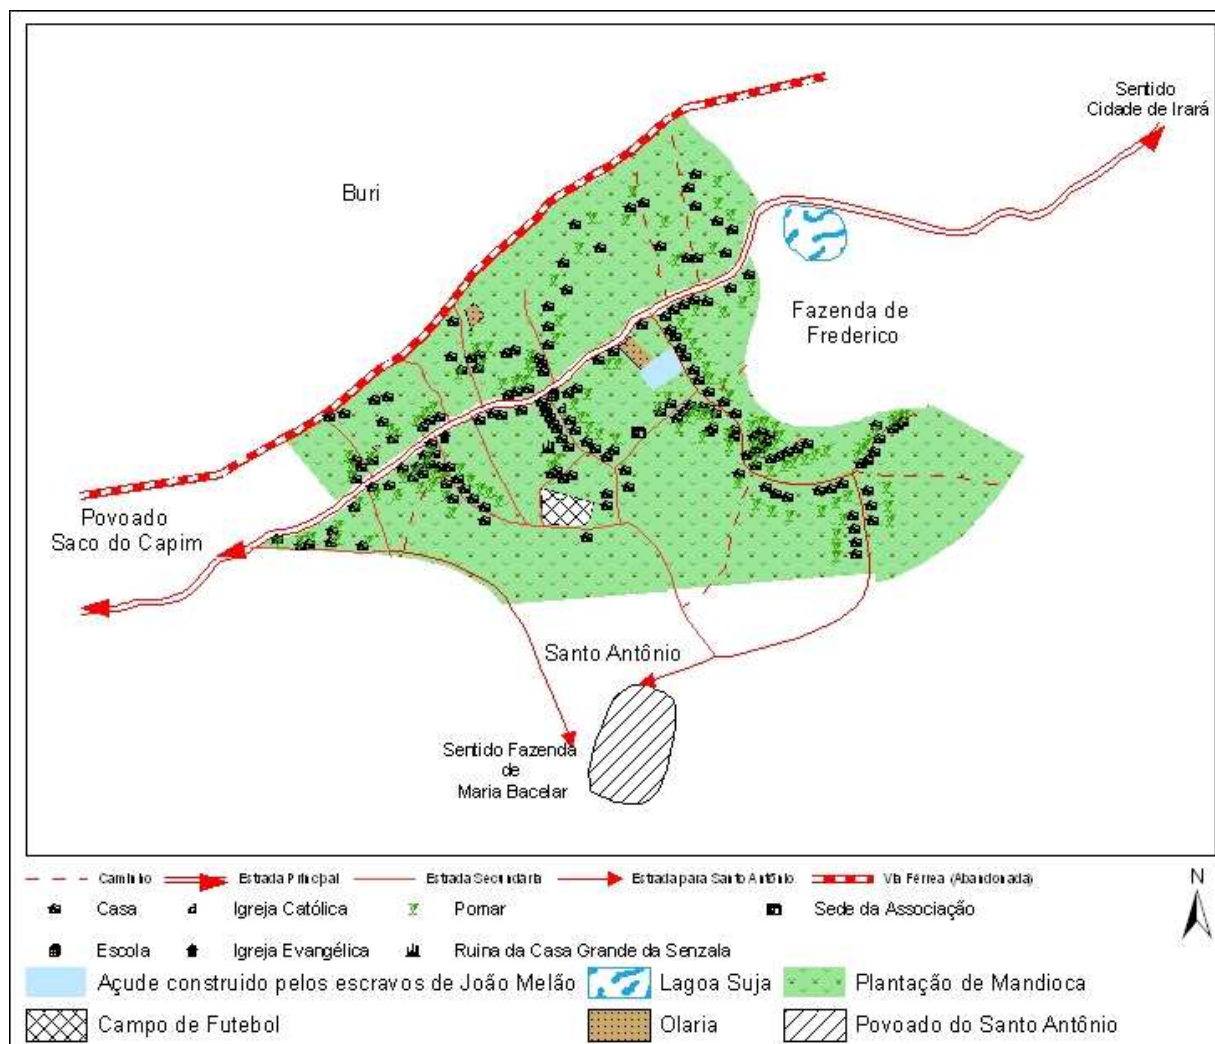 Sentido
Cidade de Irará
Buri
Fazenda de
Frederico
Povoado
Saco do Capim
Santo Antônio
Sentido Fazenda
de
Maria Bacelar
Caminho
Estrada Principal
Estrada Secundaria
Estrada para Santo Antônio
Via Férrea (Abandonada)
N
Casa
Igreja Católica
Pomar
Sede da Associação
Escola
Igreja Evangélica
Ruina da Casa Grande da Senzala
Açude construido pelos escravos de João Melão
Lagoa Suja
Plantação de Mandioca
Campo de Futebol
Olaria
Povoado do Santo Antônio